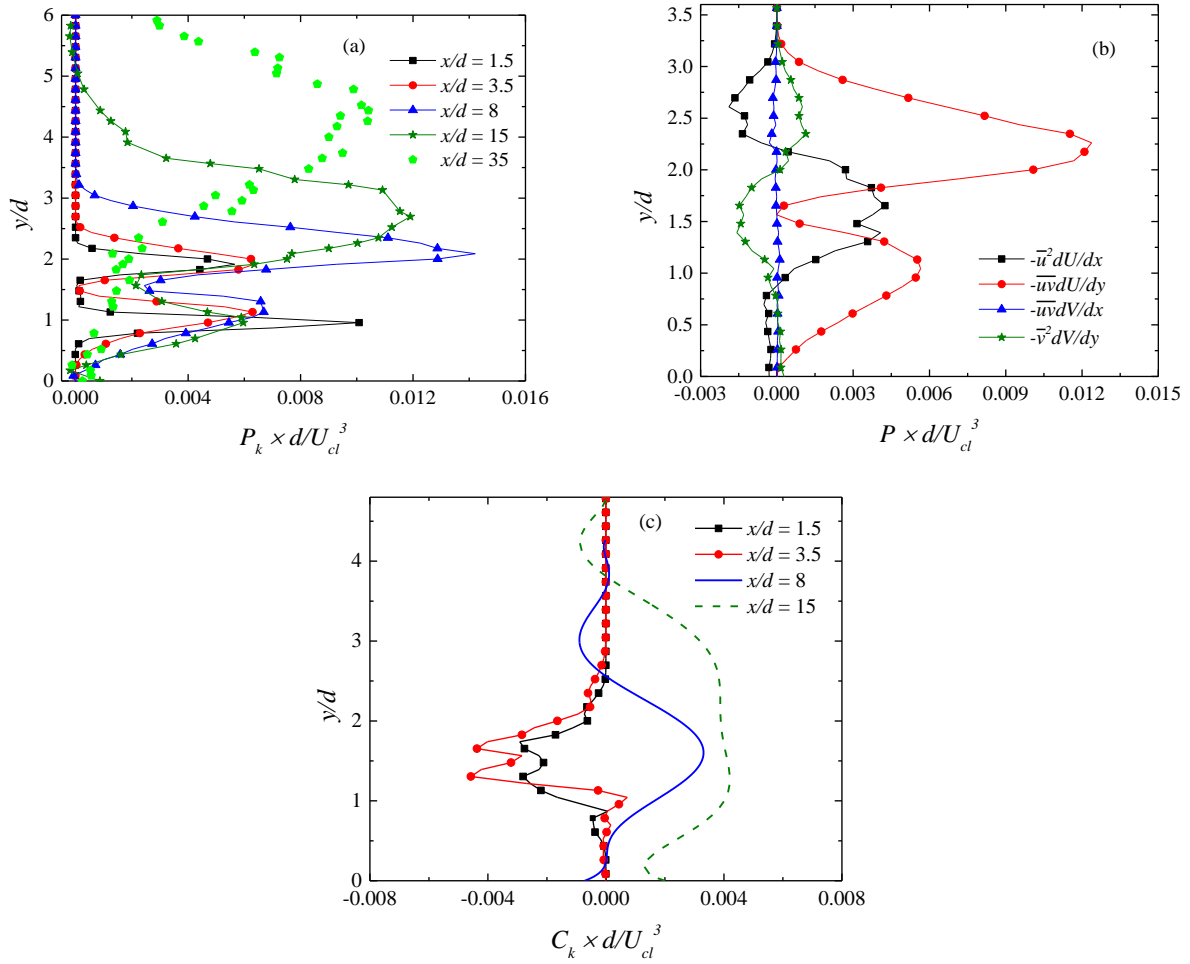 (a)
x/d = 1.5
x/d = 3.5
x/d = 8
x/d = 15
x/d = 35
6
5
4
3
2
1
0
y/d
0.000 0.004 0.008 0.012 0.016
P_k × d/U_cl^3
(b)
3.5
3.0
2.5
2.0
1.5
1.0
0.5
0.0
y/d
-u̅²dU/dx
-u̅v̅dU/dy
-u̅v̅dV/dx
-v̅²dV/dy
-0.003 0.000 0.003 0.006 0.009 0.012 0.015
P × d/U_cl^3
(c)
x/d = 1.5
x/d = 3.5
x/d = 8
x/d = 15
4
3
2
1
0
y/d
-0.008 -0.004 0.000 0.004 0.008
C_k × d/U_cl^3